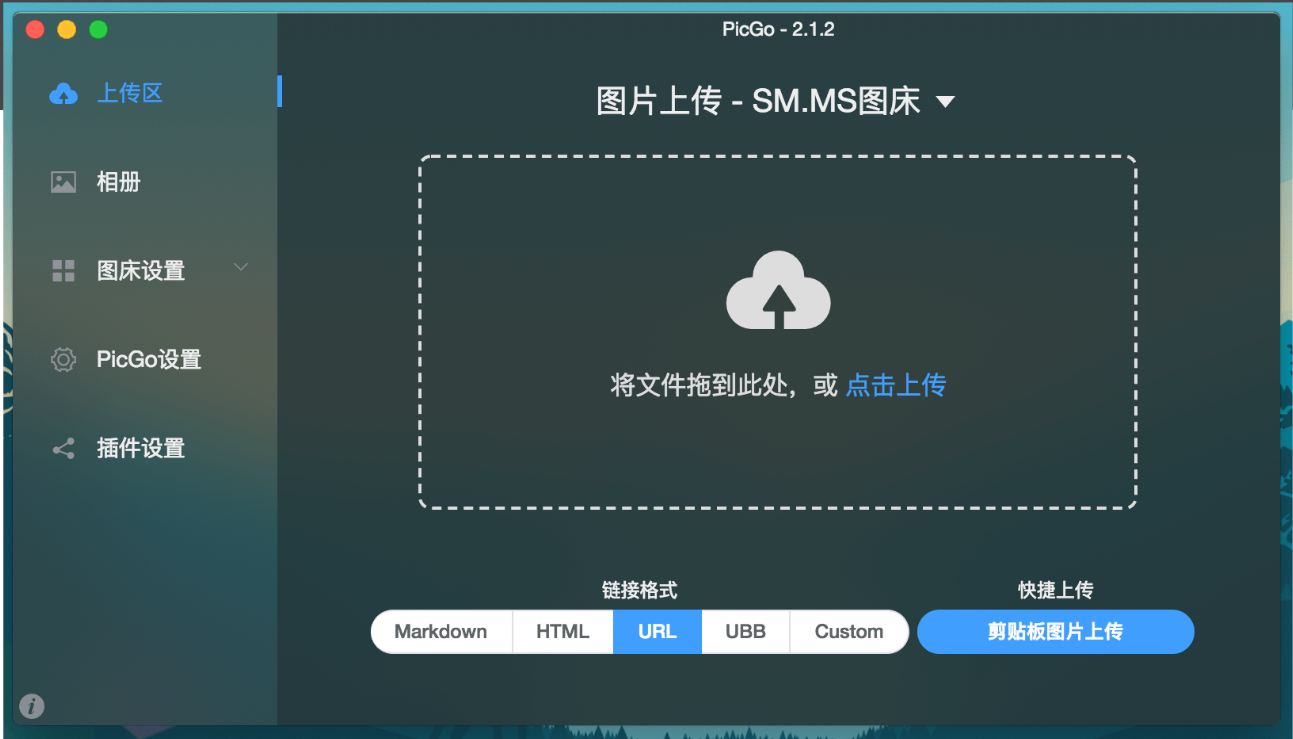 PicGo - 2.1.2
上传区
相册
图床设置
PicGo设置
插件设置
图片上传 - SM.MS图床
将文件拖到此处，或 点击上传
链接格式
Markdown HTML URL UBB Custom
快捷上传
剪贴板图片上传
i